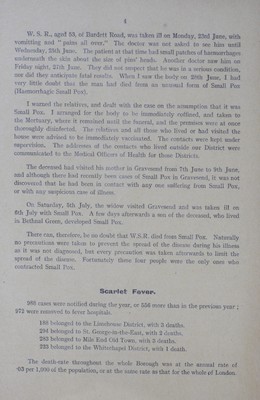 8
W. S. R., aged 53, of Burdett Road, was taken ill on Monday, 23rd June, with
vomiting and " pains all over." The doctor was not asked to see him until
Wednesday, 25th June. The patient at that time had small patches of hæmorrhages
underneath the skin about the size of pins' heads. Another doctor saw him on
Friday night, 27th June. They did not suspect that he was in a serious condition,
nor did they anticipate fatal results. When I saw the body on 28th June, I had
very little doubt that the man had died from an unusual form of Small Pox
(Hæmorrhagic Small Pox).
I warned the relatives, and dealt with the case on the assumption that it was
Small Pox. I arranged for the body to be immediately coffined, and taken to
the Mortuary, where it remained until the funeral, and the premises were at once
thoroughly disinfected. The relatives and all those who lived or had visited the
house were advised to be immediately vaccinated. The contacts were kept under
supervision. The addresses of the contacts who lived outside our District were
communicated to the Medical Officers of Health for those Districts.
The deceased had visited his mother in Gravesend from 7th June to 9th June,
and although there had recently been cases of Small Pox in Gravesend, it was not
discovered that he had been in contact with any one suffering from Small Pox,
or with any suspicious case of illness.
On Saturday, 5th July, the widow visited Gravesend and was taken ill on
8th July with Small Pox. A few days afterwards a son of the deceased, who lived
in Bethnal Green, developed Small Pox.
There can, therefore, be no doubt that W.S.R. died from Small Pox. Naturally
no precautions were taken to prevent the spread of the disease during his illness
as it was not diagnosed, but every precaution was taken afterwards to limit the
spread of the disease. Fortunately these four people were the only ones who
contracted Small Pox.
Scarlet Fever.
989 cases were notified during the year, or 556 more than in the previous year ;
972 were removed to fever hospitals.
180 belonged to the Limehouse District, with 5 deaths.
284 belonged to St. George-in-the-East, with 2 deaths.
292 belonged to Mile End Old Town, with 3 deaths.
233 belonged to the Whitechapel District, with 1 death.
The death-rate throughout the whole Borough was at the annual rate of
·03 per 1,000 of the population, or at the same rate as that for the whole of London.